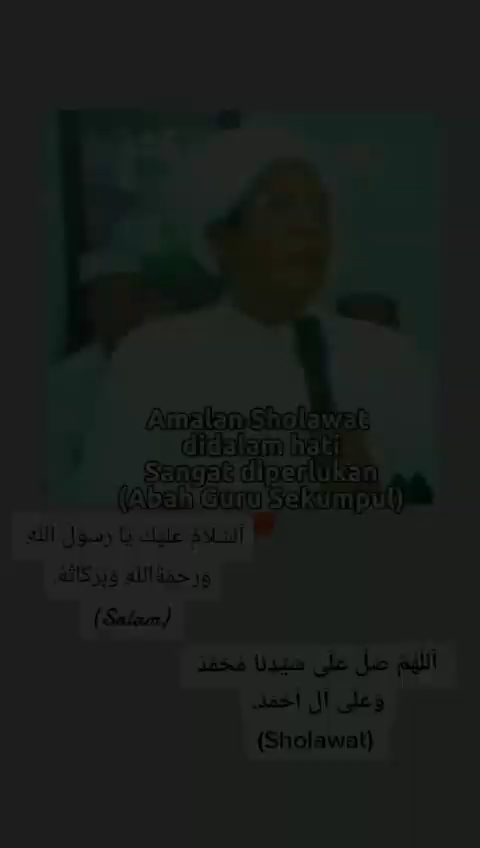 Amalan Sholawat
didalam hati
Sangat diperlukan
(Abah Guru Sekumpul)
السلام عليك يا رسول الله
ورحمة الله وبركاته
(Salam)
اللهم صل على سيدنا محمد
وعلى آل أحمد.
(Sholawat)